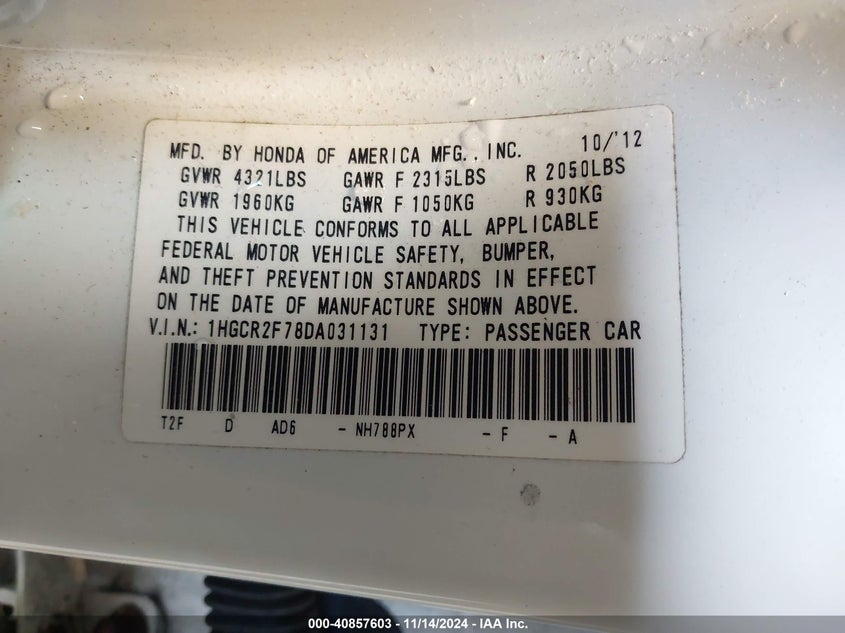 MFD. BY HONDA OF AMERICA MFG., INC. 10/'12
GVWR 4321LBS GAWR F 2315LBS R 2050LBS
GVWR 1960KG GAWR F 1050KG R 930KG
THIS VEHICLE CONFORMS TO ALL APPLICABLE
FEDERAL MOTOR VEHICLE SAFETY, BUMPER,
AND THEFT PREVENTION STANDARDS IN EFFECT
ON THE DATE OF MANUFACTURE SHOWN ABOVE.
V.I.N.: 1HGCR2F78DA031131 TYPE: PASSENGER CAR
T2F D AD6 - NH788PX - F - A
000-40857603 - 11/14/2024 - IAA Inc.